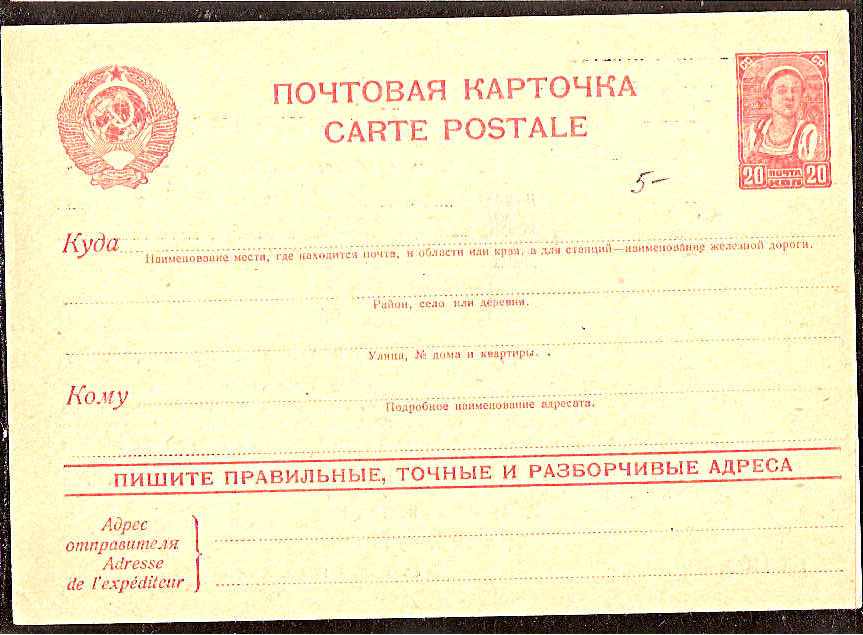 ПОЧТОВАЯ КАРТОЧКА
CARTE POSTALE
20 ПОЧТА 20
КОП
5-
Куда
Наименование места, где находится почта, и области или края, а для станций—наименование железной дороги.
Район, село или деревня.
Улица, № дома и квартиры.
Кому
Подробное наименование адресата.
ПИШИТЕ ПРАВИЛЬНЫЕ, ТОЧНЫЕ И РАЗБОРЧИВЫЕ АДРЕСА
Адрес
отправителя
Adresse
de l'expéditeur